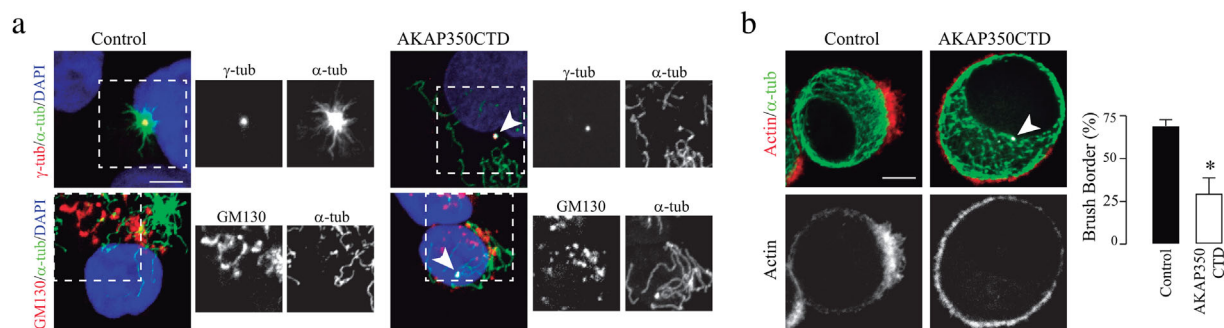 a
Control
AKAP350CTD
γ-tub/α-tub/DAPI
γ-tub
α-tub
γ-tub
α-tub
GM130/α-tub/DAPI
GM130
α-tub
GM130
α-tub
b
Control
AKAP350CTD
Actin/α-tub
Actin
Brush Border (%)
75
50
25
0
*
Control
AKAP350
CTD